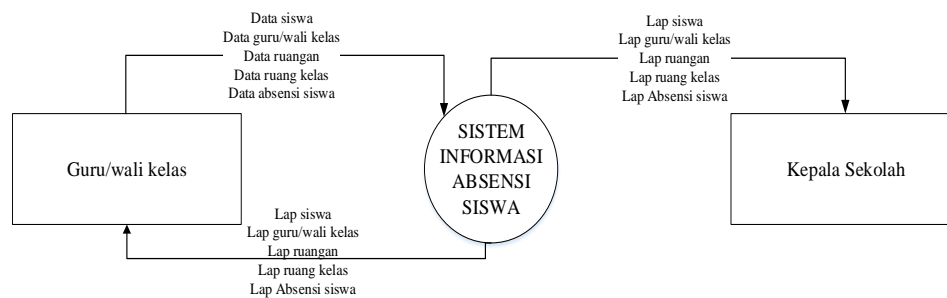 Data siswa
Data guru/wali kelas
Data ruangan
Data ruang kelas
Data absensi siswa
Lap siswa
Lap guru/wali kelas
Lap ruangan
Lap ruang kelas
Lap Absensi siswa
Guru/wali kelas
SISTEM
INFORMASI
ABSENSI
SISWA
Kepala Sekolah
Lap siswa
Lap guru/wali kelas
Lap ruangan
Lap ruang kelas
Lap Absensi siswa